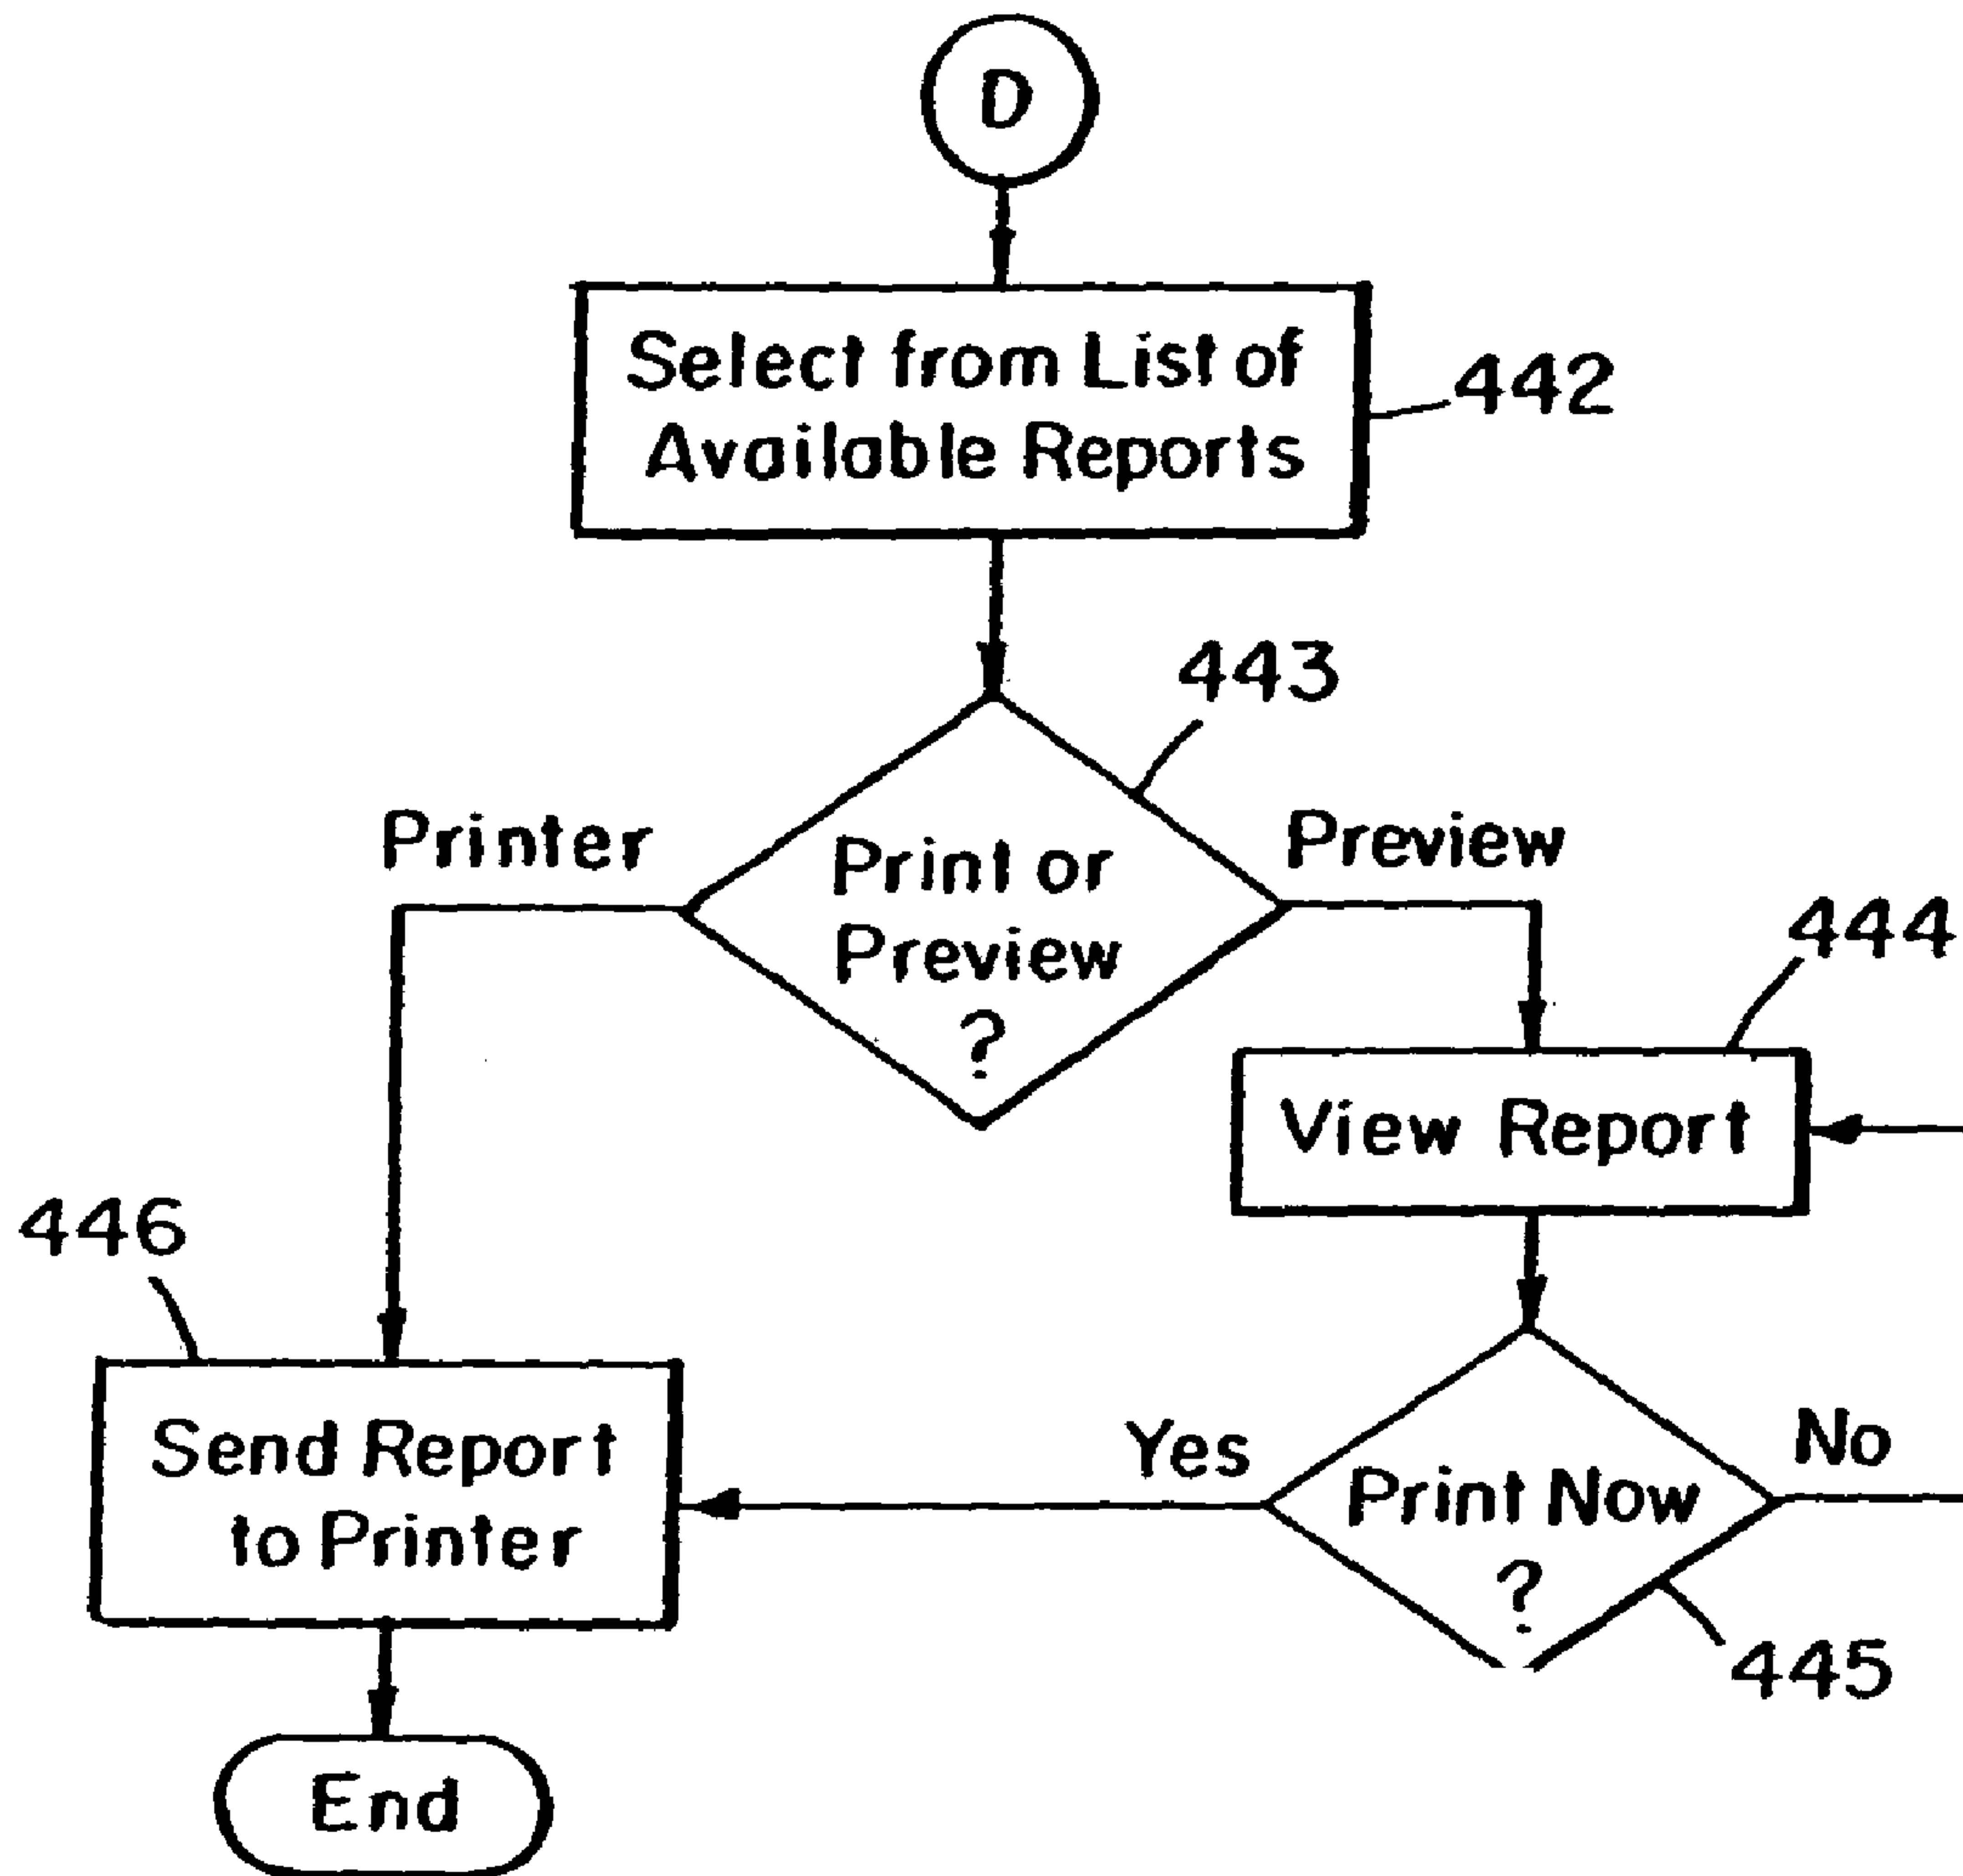 D
Select from List of
Available Reports
442
443
Printer
Print or
Preview
?
Preview
444
View Report
446
Send Report
to Printer
Yes
Print Now
?
No
445
End